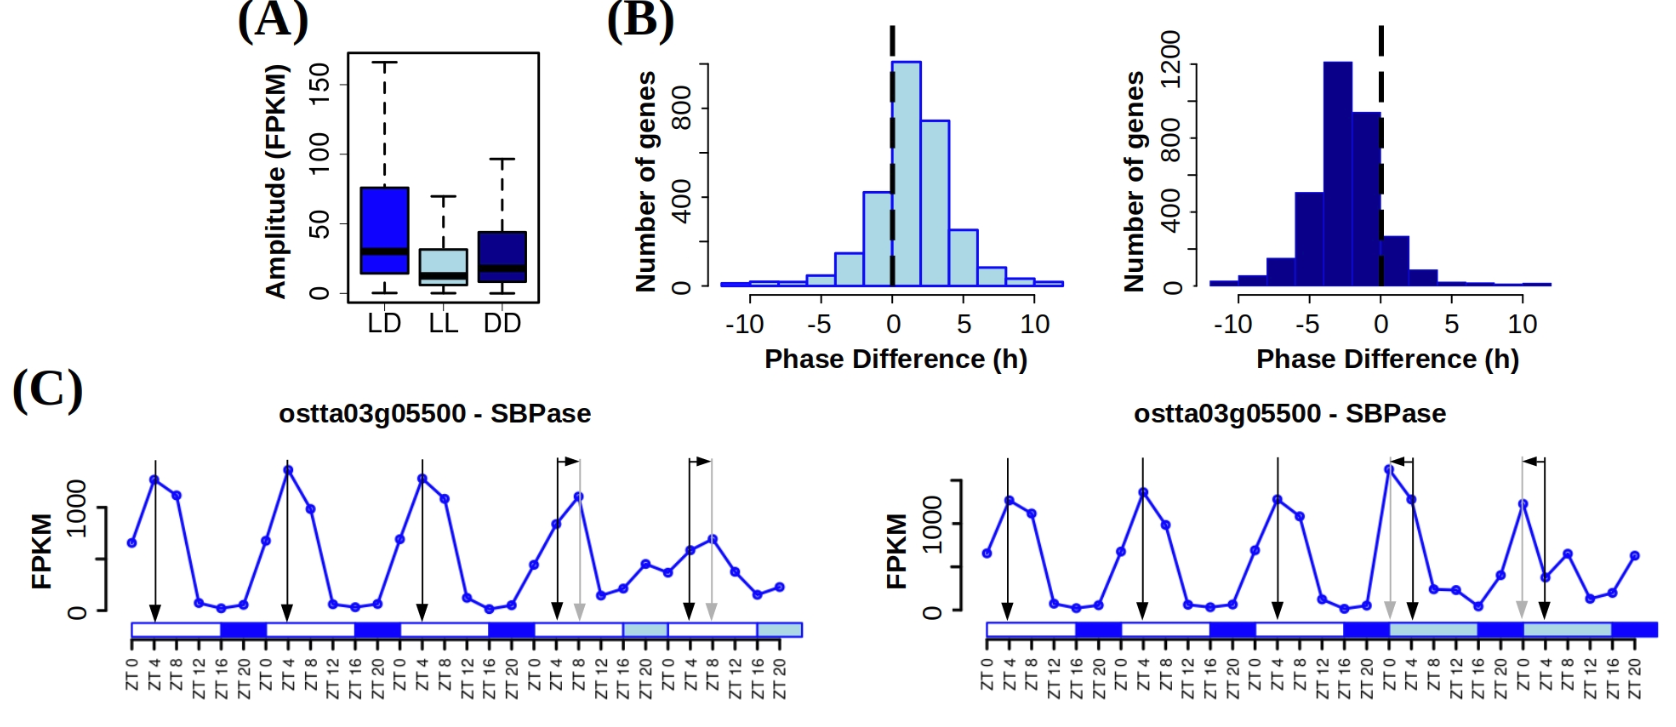 (A)
(B)
Amplitude (FPKM)
0 50 100 150
LD LL DD
Number of genes
0 400 800
-10 -5 0 5 10
Phase Difference (h)
Number of genes
0 400 800 1200
-10 -5 0 5 10
Phase Difference (h)
(C)
ostta03g05500 - SBPase
FPKM
0 1000
ZT 0 ZT 4 ZT 8 ZT 12 ZT 16 ZT 20 ZT 0 ZT 4 ZT 8 ZT 12 ZT 16 ZT 20 ZT 0 ZT 4 ZT 8 ZT 12 ZT 16 ZT 20 ZT 0 ZT 4 ZT 8 ZT 12 ZT 16 ZT 20 ZT 0 ZT 4 ZT 8 ZT 12 ZT 16 ZT 20
ostta03g05500 - SBPase
FPKM
0 1000
ZT 0 ZT 4 ZT 8 ZT 12 ZT 16 ZT 20 ZT 0 ZT 4 ZT 8 ZT 12 ZT 16 ZT 20 ZT 0 ZT 4 ZT 8 ZT 12 ZT 16 ZT 20 ZT 0 ZT 4 ZT 8 ZT 12 ZT 16 ZT 20 ZT 0 ZT 4 ZT 8 ZT 12 ZT 16 ZT 20